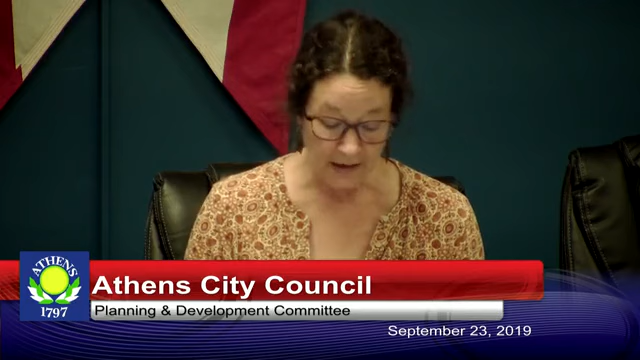 ATHENS
1797
Athens City Council
Planning & Development Committee
September 23, 2019